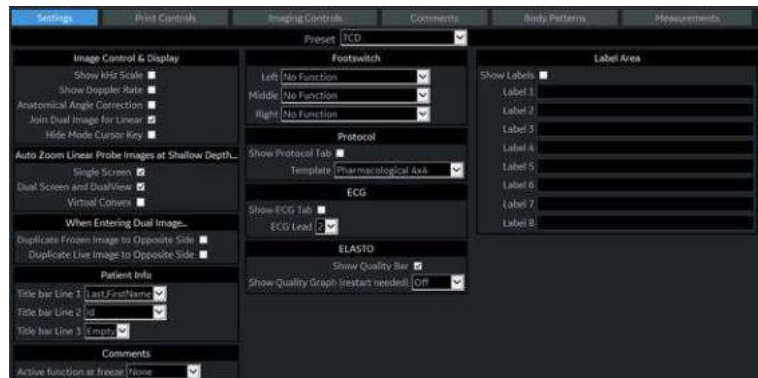 Settings
Print Controls
Imaging Controls
Comments
Body Patterns
Measurements
Preset TCD
Image Control & Display
Show kHz Scale
Show Doppler Rate
Anatomical Angle Correction
Join Dual Image for Linear
Hide Mode Cursor Key
Auto Zoom Linear Probe Images at Shallow Depth...
Single Screen
Dual Screen and DualView
Virtual Convex
When Entering Dual Image...
Duplicate Frozen Image to Opposite Side
Duplicate Live Image to Opposite Side
Patient Info
Title bar Line 1 Last,FirstName
Title bar Line 2 Id
Title bar Line 3 Empty
Comments
Active function at freeze None
Footswitch
Left No Function
Middle No Function
Right No Function
Protocol
Show Protocol Tab
Template Pharmacological 4x4
ECG
Show ECG Tab
ECG Lead 2
ELASTO
Show Quality Bar
Show Quality Graph (restart needed) Off
Label Area
Show Labels
Label 1
Label 2
Label 3
Label 4
Label 5
Label 6
Label 7
Label 8